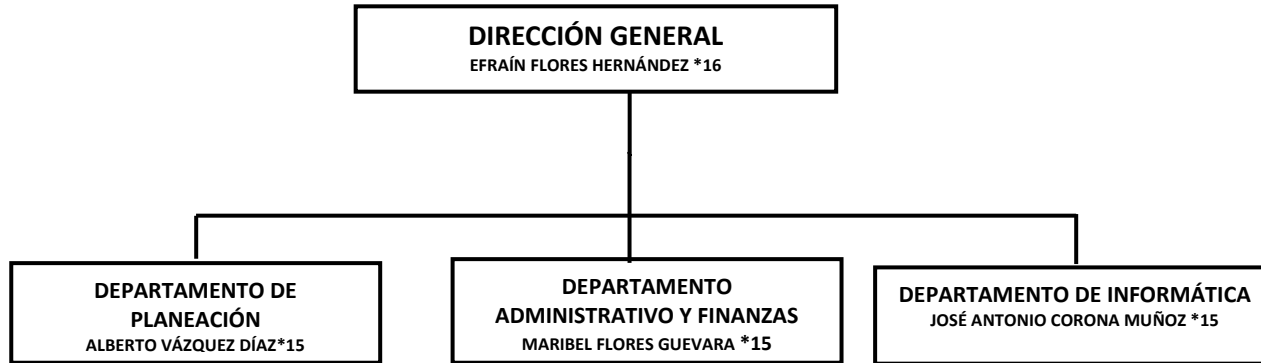 DIRECCIÓN GENERAL
EFRAÍN FLORES HERNÁNDEZ *16
DEPARTAMENTO DE
PLANEACIÓN
ALBERTO VÁZQUEZ DÍAZ*15
DEPARTAMENTO
ADMINISTRATIVO Y FINANZAS
MARIBEL FLORES GUEVARA *15
DEPARTAMENTO DE INFORMÁTICA
JOSÉ ANTONIO CORONA MUÑOZ *15